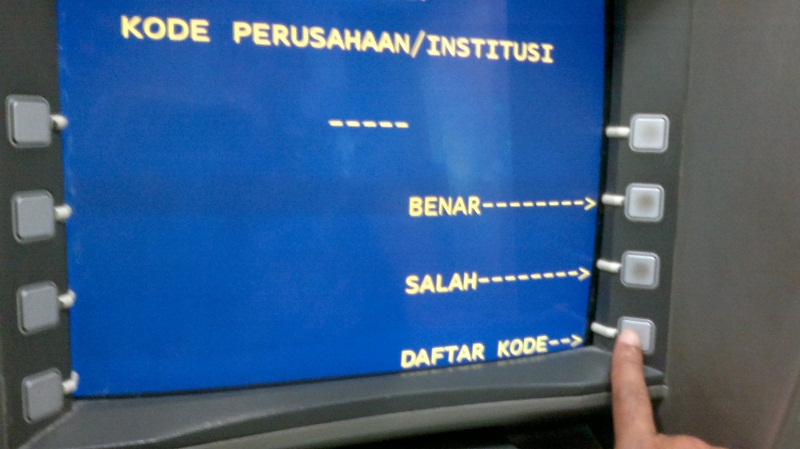 KODE PERUSAHAAN/INSTITUSI
-----
BENAR-------->
SALAH-------->
DAFTAR KODE-->